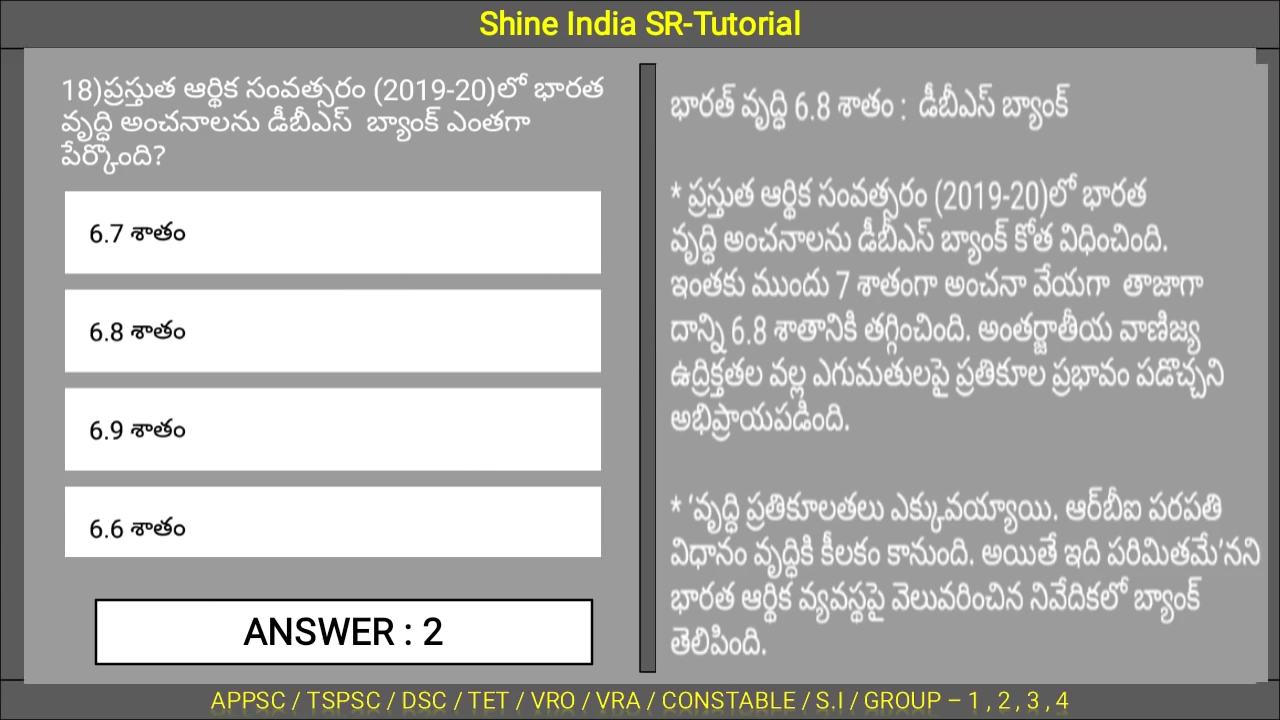 Shine India SR-Tutorial
18)ప్రస్తుత ఆర్థిక సంవత్సరం (2019-20)లో భారత
వృద్ధి అంచనాలను డీబీఎస్ బ్యాంక్ ఎంతగా
పేర్కొంది?
6.7 శాతం
6.8 శాతం
6.9 శాతం
6.6 శాతం
ANSWER : 2
భారత్ వృద్ధి 6.8 శాతం : డీబీఎస్ బ్యాంక్
* ప్రస్తుత ఆర్థిక సంవత్సరం (2019-20)లో భారత
వృద్ధి అంచనాలను డీబీఎస్ బ్యాంక్ కోత విధించింది.
ఇంతకు ముందు 7 శాతంగా అంచనా వేయగా తాజాగా
దాన్ని 6.8 శాతానికి తగ్గించింది. అంతర్జాతీయ వాణిజ్య
ఉద్రిక్తతల వల్ల ఎగుమతులపై ప్రతికూల ప్రభావం పడొచ్చని
అభిప్రాయపడింది.
* ‘వృద్ధి ప్రతికూలతలు ఎక్కువయ్యాయి. ఆర్‌బీఐ పరపతి
విధానం వృద్ధికి కీలకం కానుంది. అయితే ఇది పరిమితమే’నని
భారత ఆర్థిక వ్యవస్థపై వెలువరించిన నివేదికలో బ్యాంక్
తెలిపింది.
APPSC / TSPSC / DSC / TET / VRO / VRA / CONSTABLE / S.I / GROUP – 1 , 2 , 3 , 4